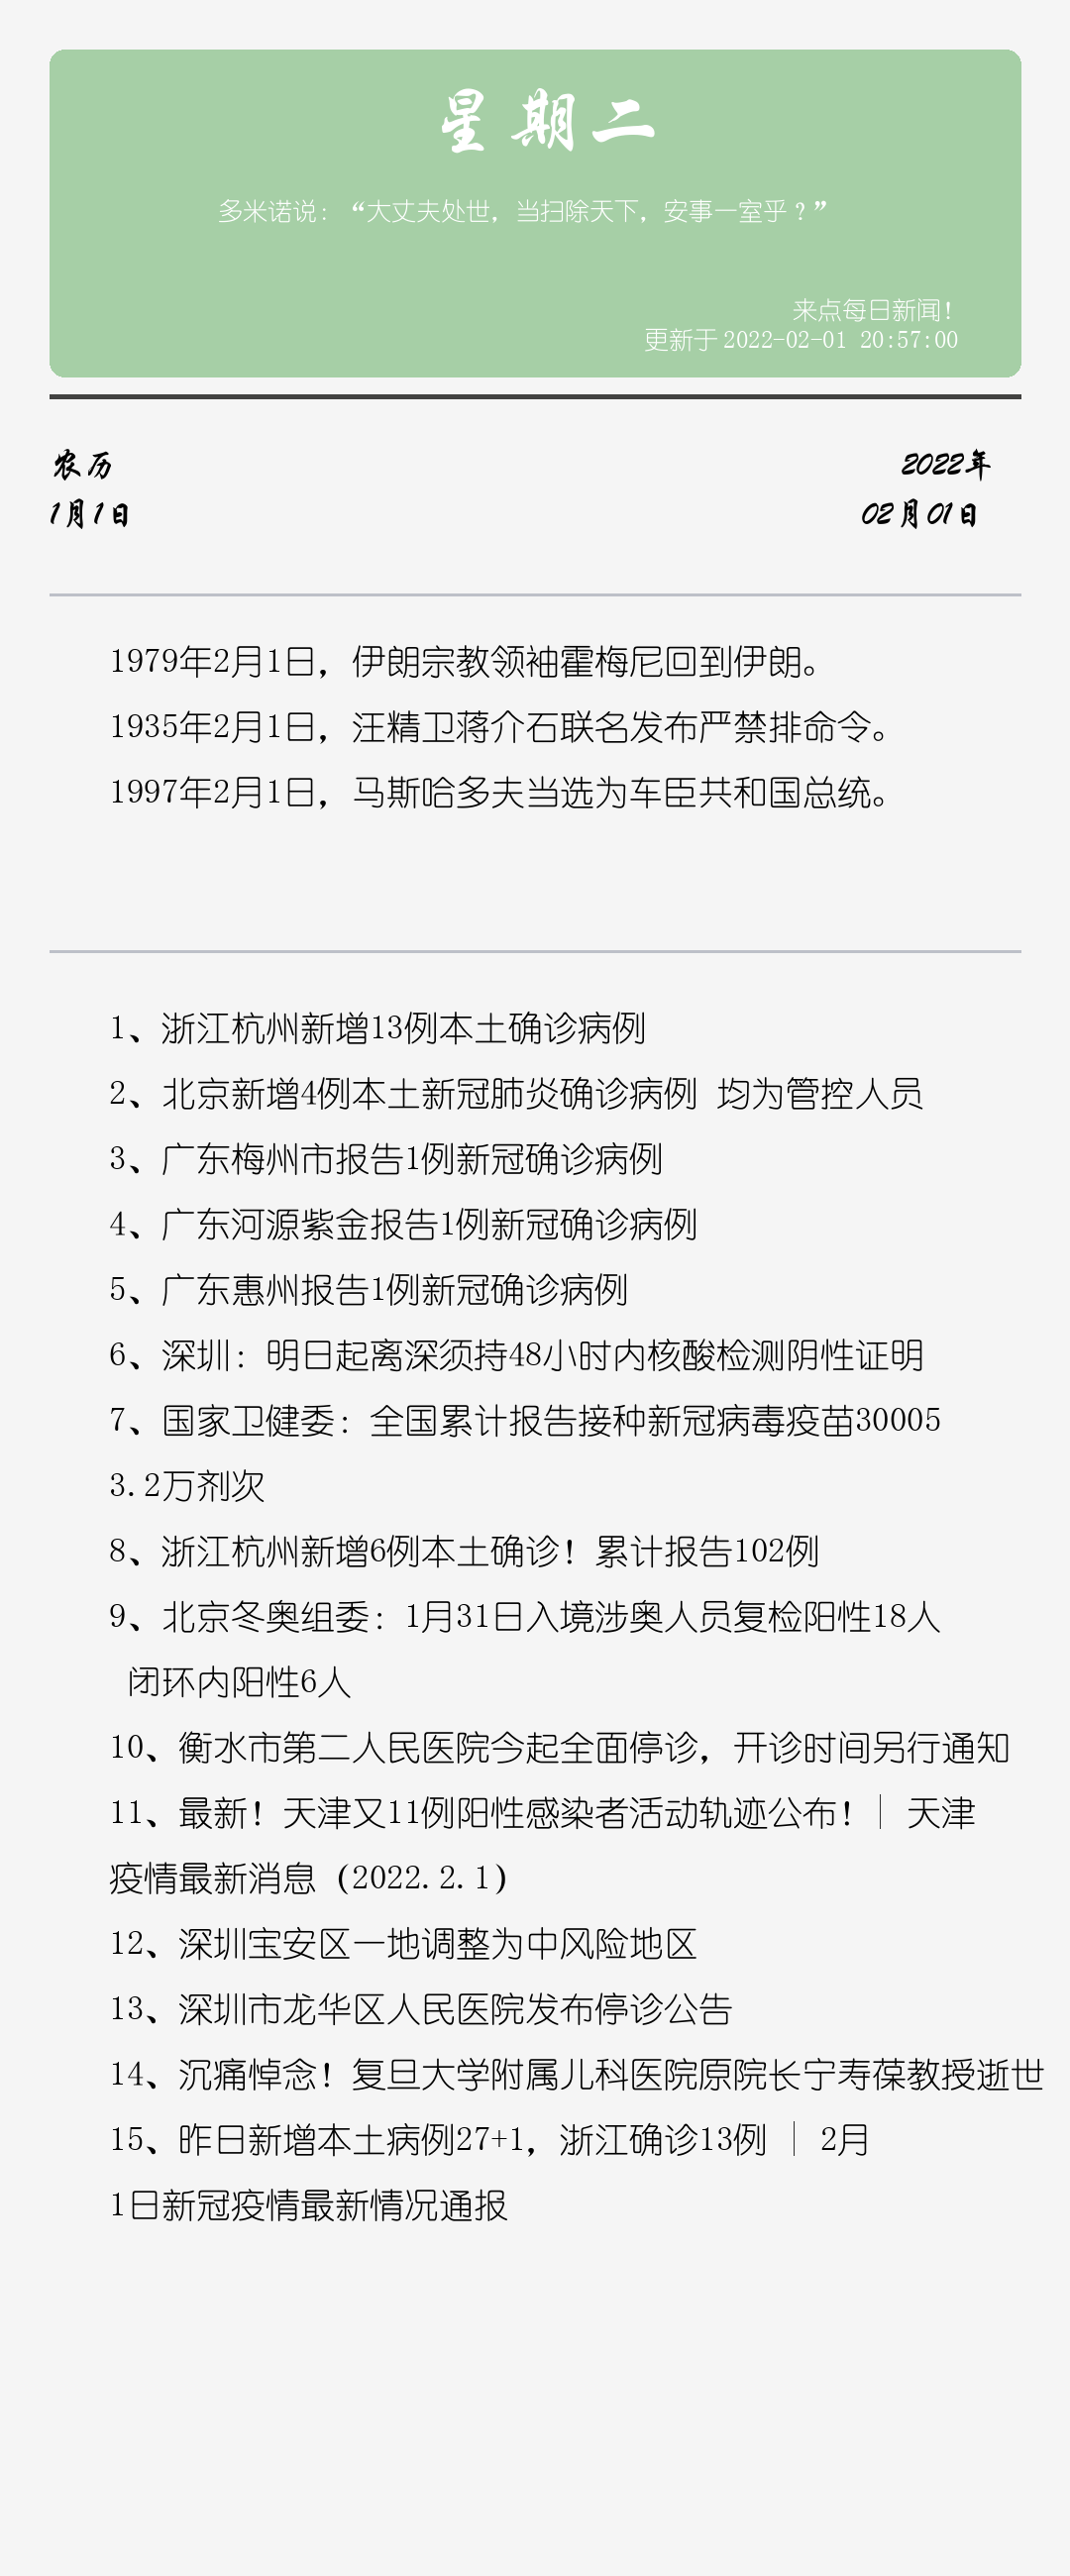 星期二
多米诺说：“大丈夫处世，当扫除天下，安事一室乎？”
来点每日新闻！
更新于 2022-02-01 20:57:00
农历
1月1日
2022年
02月01日
1979年2月1日，伊朗宗教领袖霍梅尼回到伊朗。
1935年2月1日，汪精卫蒋介石联名发布严禁排命令。
1997年2月1日，马斯哈多夫当选为车臣共和国总统。
1、浙江杭州新增13例本土确诊病例
2、北京新增4例本土新冠肺炎确诊病例 均为管控人员
3、广东梅州市报告1例新冠确诊病例
4、广东河源紫金报告1例新冠确诊病例
5、广东惠州报告1例新冠确诊病例
6、深圳：明日起离深须持48小时内核酸检测阴性证明
7、国家卫健委：全国累计报告接种新冠病毒疫苗30005
3.2万剂次
8、浙江杭州新增6例本土确诊！累计报告102例
9、北京冬奥组委：1月31日入境涉奥人员复检阳性18人
闭环内阳性6人
10、衡水市第二人民医院今起全面停诊，开诊时间另行通知
11、最新！天津又11例阳性感染者活动轨迹公布！│ 天津
疫情最新消息（2022.2.1）
12、深圳宝安区一地调整为中风险地区
13、深圳市龙华区人民医院发布停诊公告
14、沉痛悼念！复旦大学附属儿科医院原院长宁寿葆教授逝世
15、昨日新增本土病例27+1，浙江确诊13例 │ 2月
1日新冠疫情最新情况通报